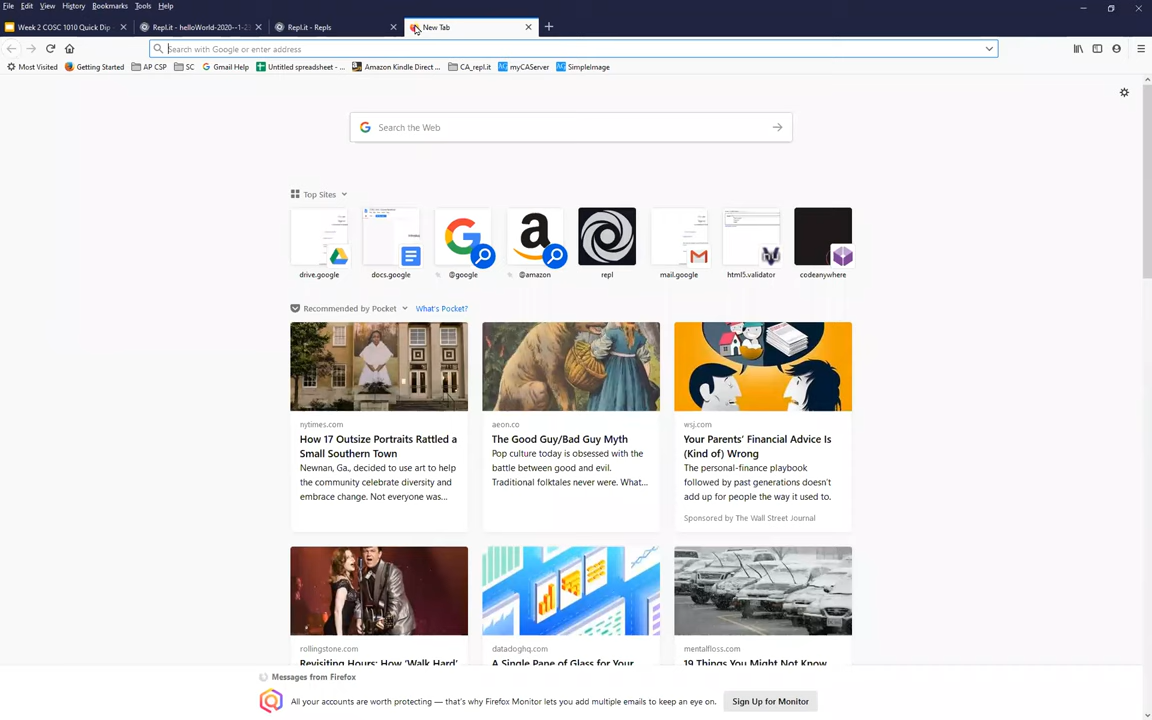 File Edit View History Bookmarks Tools Help
Week 2 COSC 1010 Quick Dip
Repl.it - helloWorld-2020--1-23
Repl.it - Repls
New Tab
Search with Google or enter address
Most Visited
Getting Started
AP CSP
SC
Gmail Help
Untitled spreadsheet - ...
Amazon Kindle Direct ...
CA_repl.it
myCAServer
SimpleImage
Search the Web
Top Sites
drive.google
docs.google
@google
@amazon
repl
mail.google
html5.validator
codeanywhere
Recommended by Pocket
What's Pocket?
nytimes.com
How 17 Outsize Portraits Rattled a
Small Southern Town
Newnan, Ga., decided to use art to help
the community celebrate diversity and
embrace change. Not everyone was...
aeon.co
The Good Guy/Bad Guy Myth
Pop culture today is obsessed with the
battle between good and evil.
Traditional folktales never were. What...
wsj.com
Your Parents' Financial Advice Is
(Kind of) Wrong
The personal-finance playbook
followed by past generations doesn't
add up for people the way it used to.
Sponsored by The Wall Street Journal
rollingstone.com
Revisiting Hours: How 'Walk Hard'
datadoghq.com
A Single Pane of Glass for Your
mentalfloss.com
19 Things You Might Not Know
Messages from Firefox
All your accounts are worth protecting — that's why Firefox Monitor lets you add multiple emails to keep an eye on.
Sign Up for Monitor